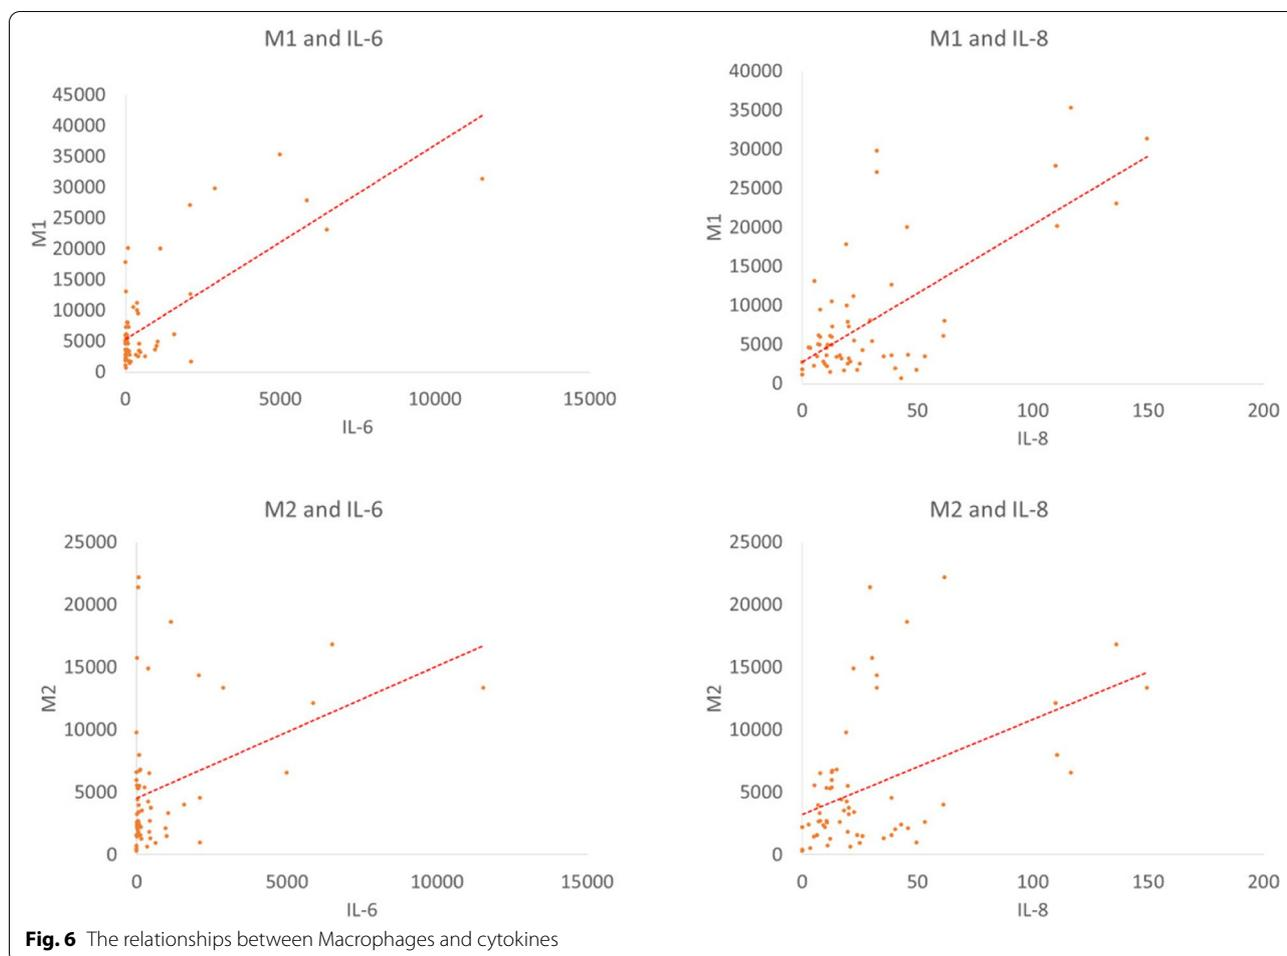 M1 and IL-6
45000
40000
35000
30000
25000
20000
15000
10000
5000
0
M1
0 5000 10000 15000
IL-6
M1 and IL-8
40000
35000
30000
25000
20000
15000
10000
5000
0
M1
0 50 100 150 200
IL-8
M2 and IL-6
25000
20000
15000
10000
5000
0
M2
0 5000 10000 15000
IL-6
M2 and IL-8
25000
20000
15000
10000
5000
0
M2
0 50 100 150 200
IL-8
Fig. 6 The relationships between Macrophages and cytokines